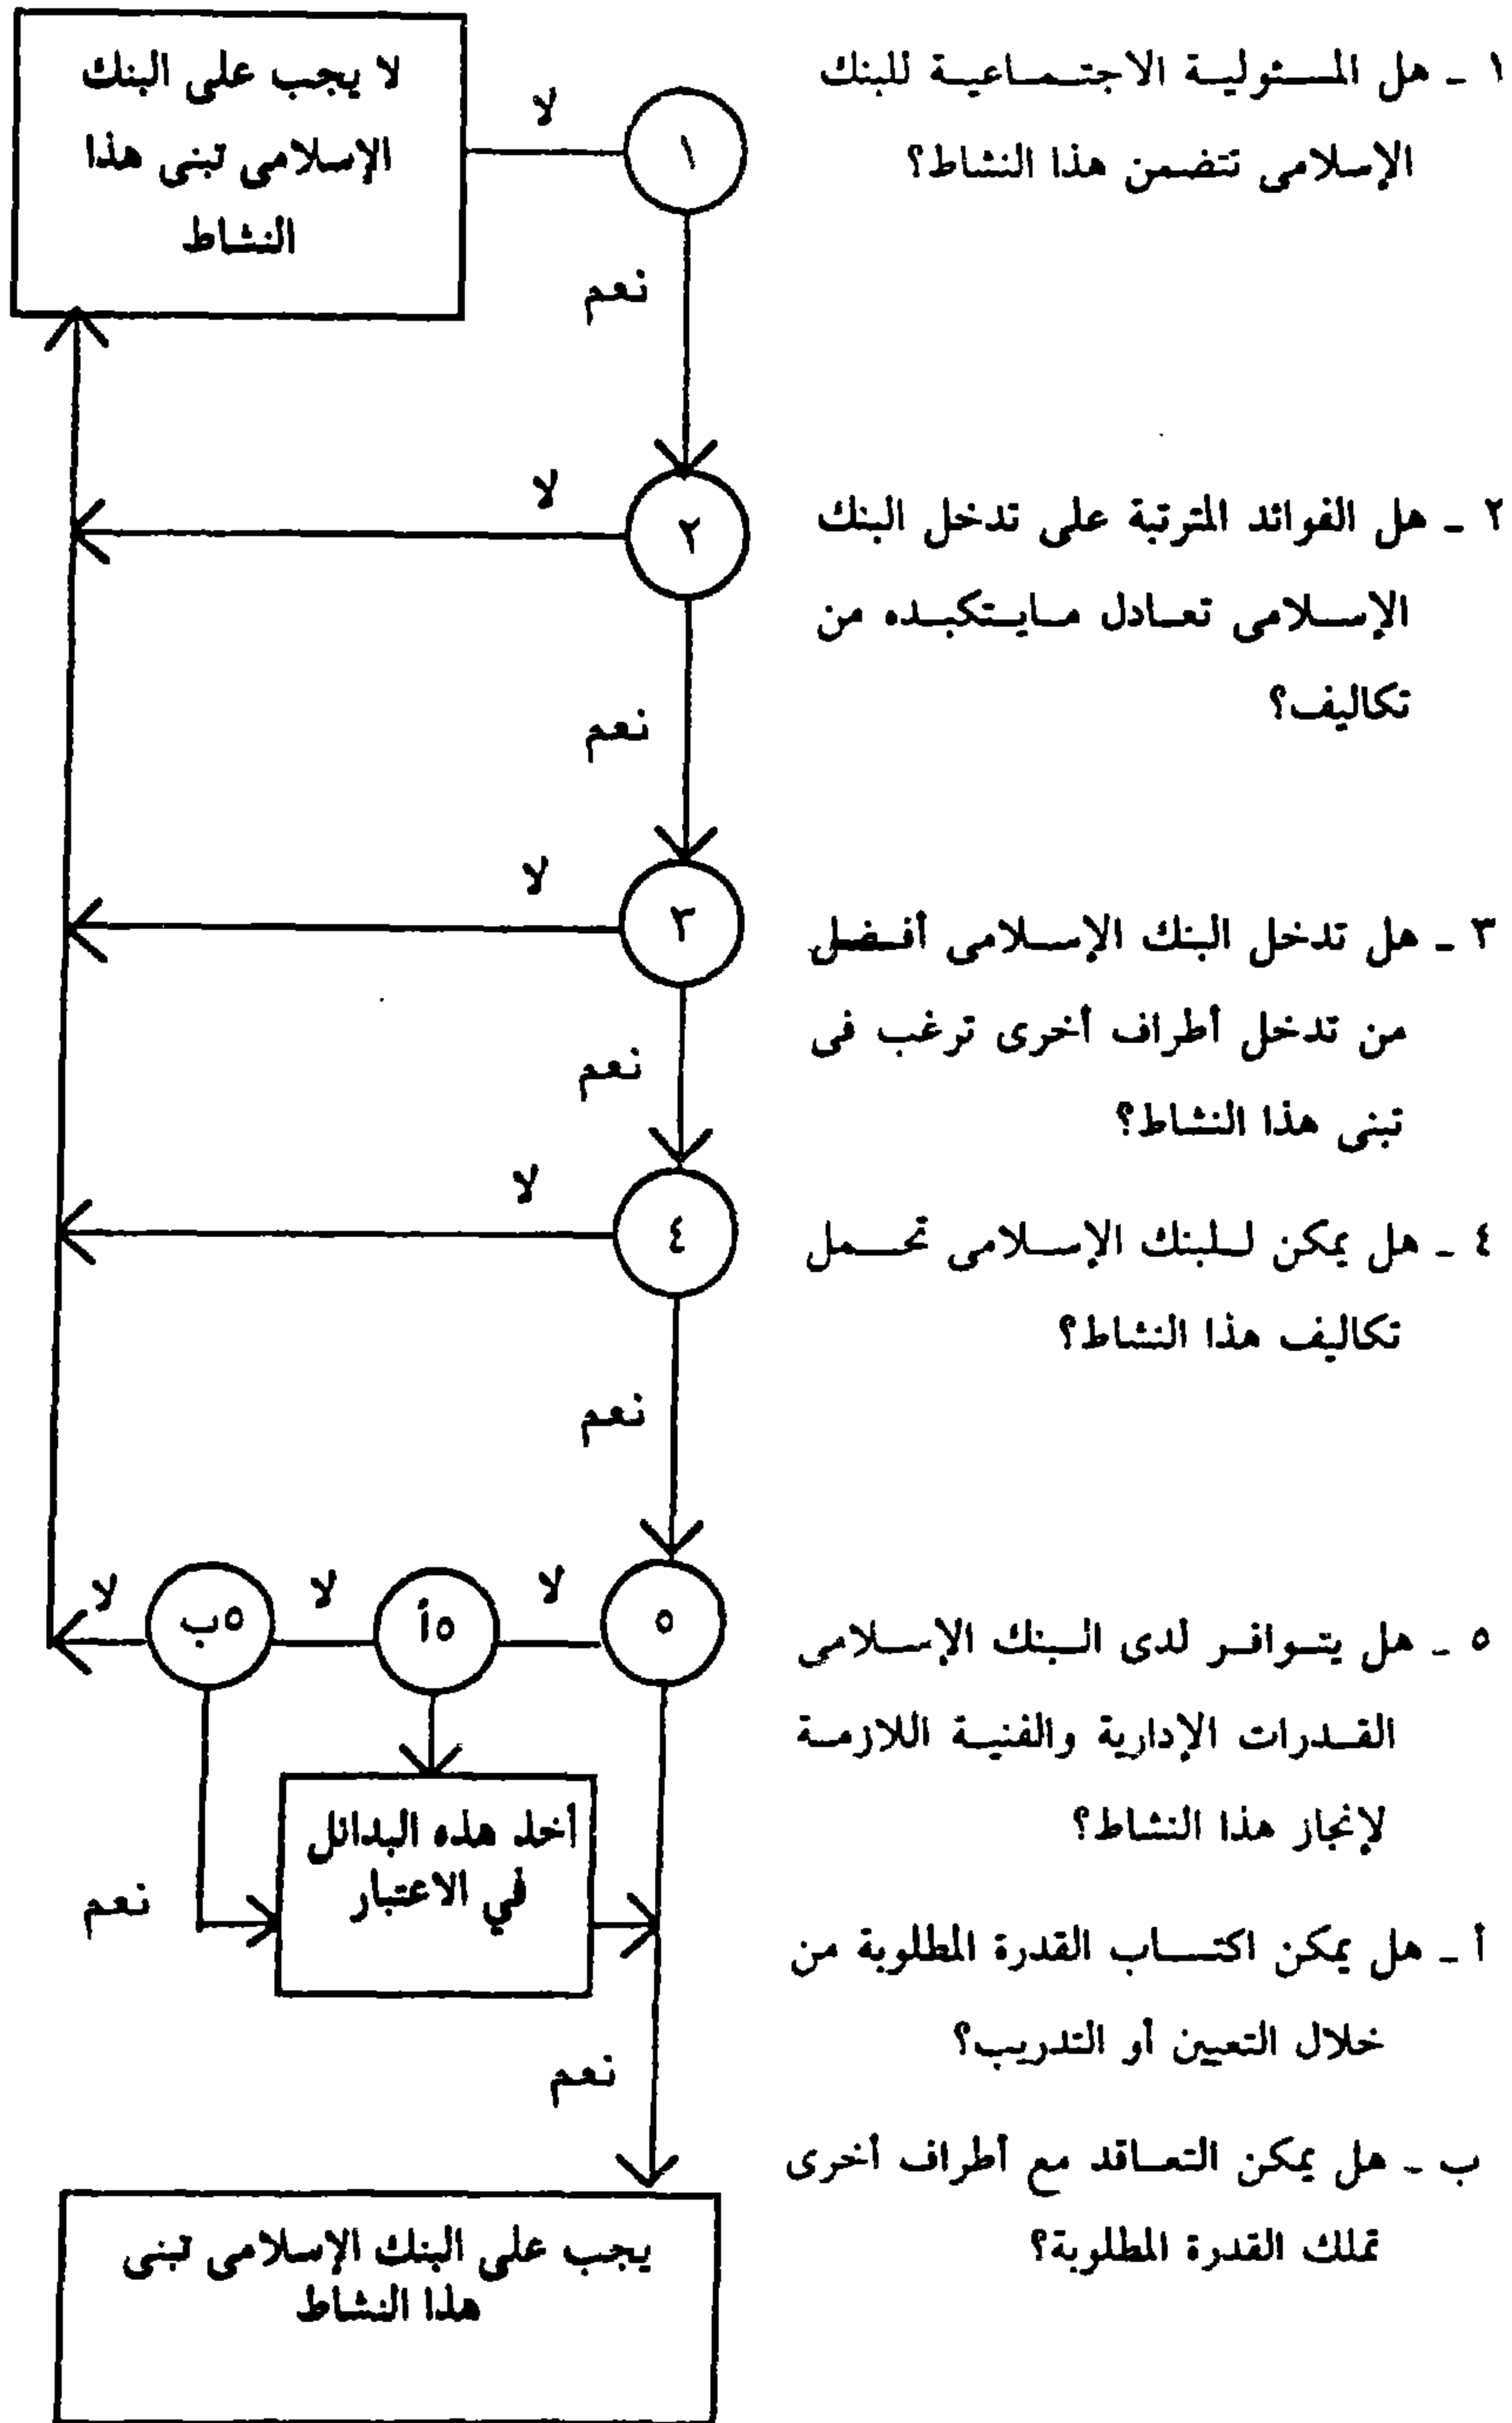 ١ ـ هل المسئولية الاجتماعية للبنك
الإسلامى تتضمن هذا النشاط؟
١
لا
لا يجب على البنك
الإسلامى تبنى هذا
النشاط
نعم
٢ ـ هل الفوائد المترتبة على تدخل البنك
الإسلامى تعادل مايتكبده من
تكاليف؟
٢
لا
نعم
٣ ـ هل تدخل البنك الإسلامى أفضل
من تدخل أطراف أخرى ترغب فى
تبنى هذا النشاط؟
٣
لا
نعم
٤ ـ هل يمكن للبنك الإسلامى تحمل
تكاليف هذا النشاط؟
٤
لا
نعم
٥ ـ هل يتوافر لدى البنك الإسلامى
القدرات الإدارية والفنية اللازمة
لإنجاز هذا النشاط؟
٥
لا
٥أ
لا
٥ب
لا
أخذ هذه البدائل
في الاعتبار
نعم
أ ـ هل يمكن اكتساب القدرة المطلوبة من
خلال التعيين أو التدريب؟
نعم
ب ـ هل يمكن التعاقد مع أطراف أخرى
تملك القدرة المطلوبة؟
يجب على البنك الإسلامى تبنى
هذا النشاط